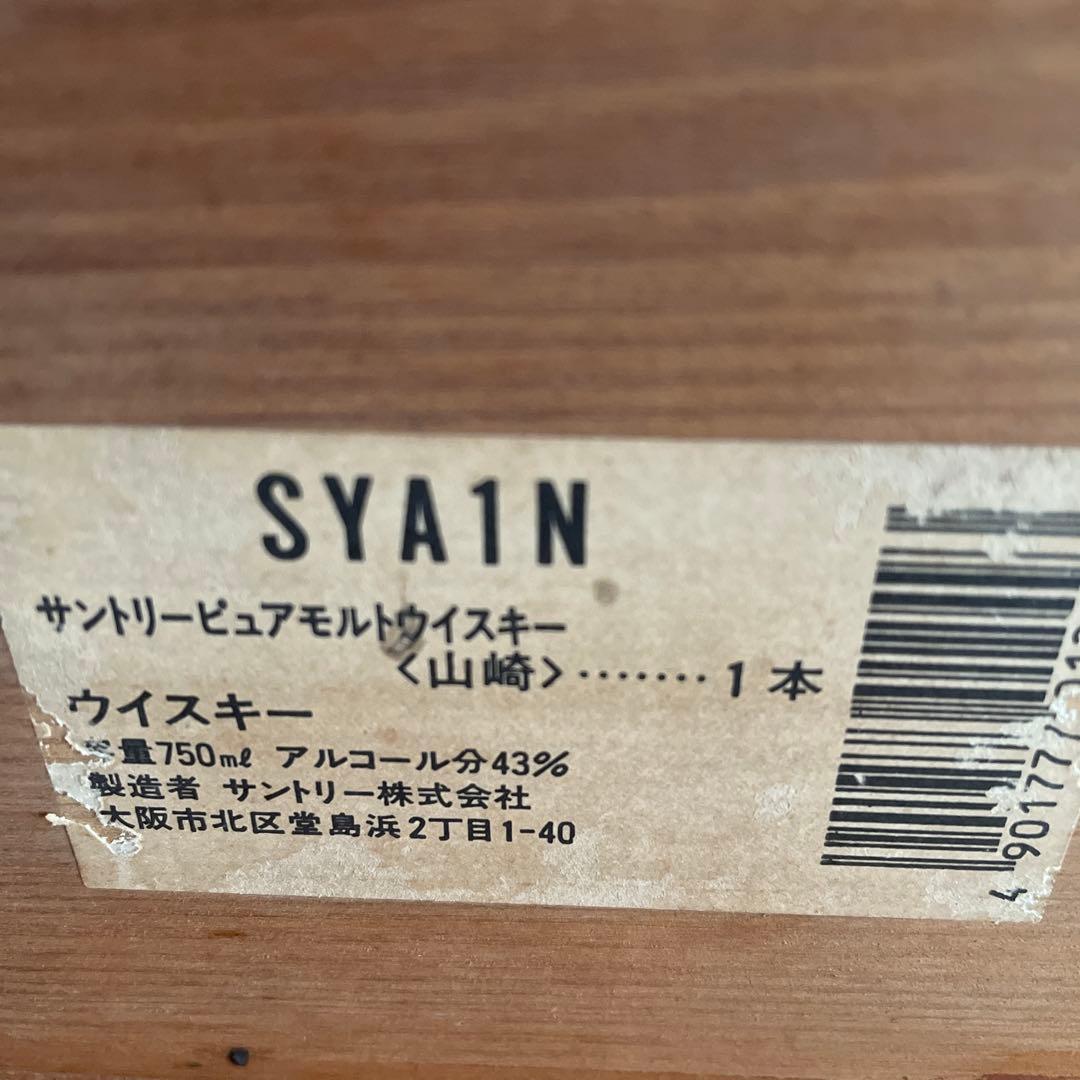 SYA1N
サントリーピュアモルトウイスキー
〈山崎〉・・・・・・・1本
ウイスキー
容量750㎖ アルコール分43%
製造者 サントリー株式会社
大阪市北区堂島浜2丁目1-40
4 90177